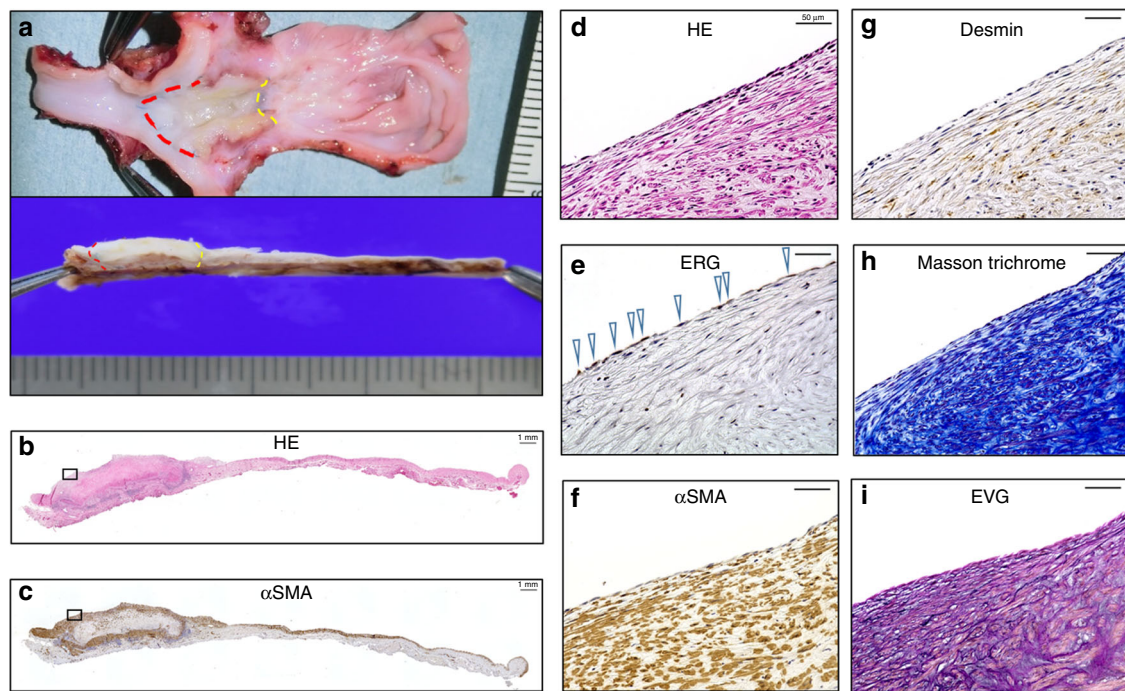 a
b
HE
1 mm
c
αSMA
1 mm
d
HE
50 μm
e
ERG
f
αSMA
g
Desmin
h
Masson trichrome
i
EVG